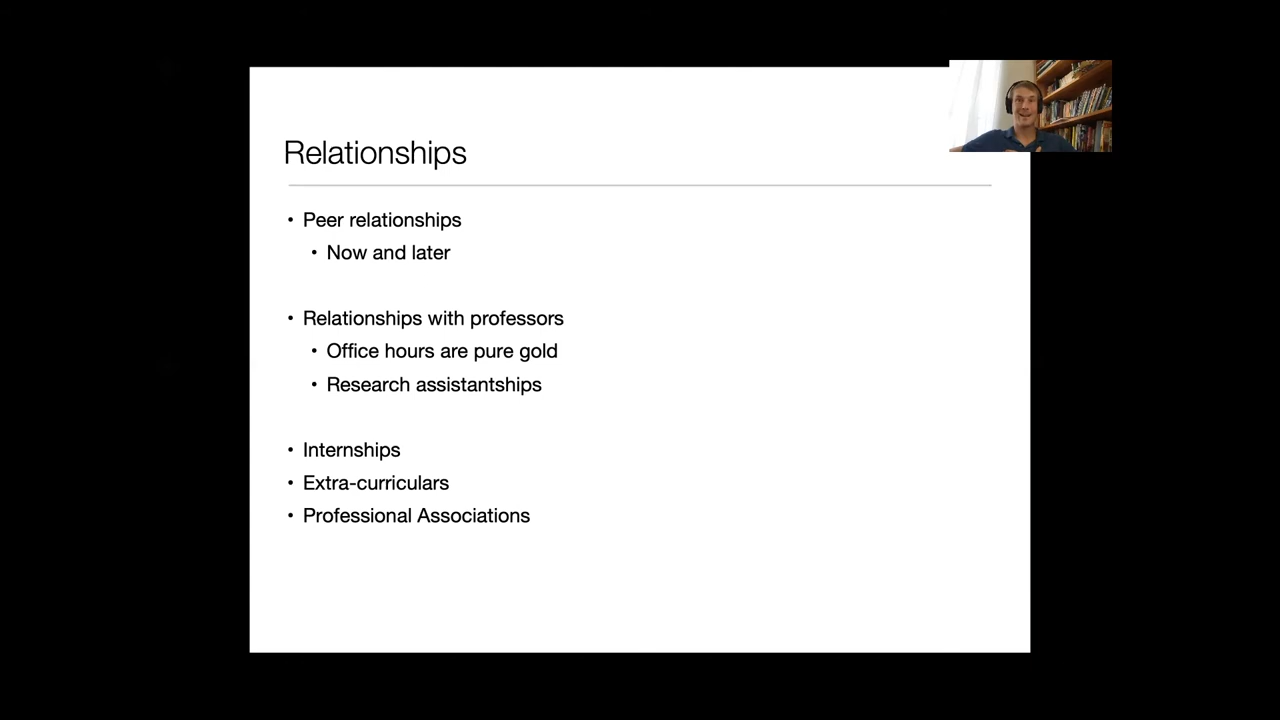 Relationships
• Peer relationships
• Now and later
• Relationships with professors
• Office hours are pure gold
• Research assistantships
• Internships
• Extra-curriculars
• Professional Associations